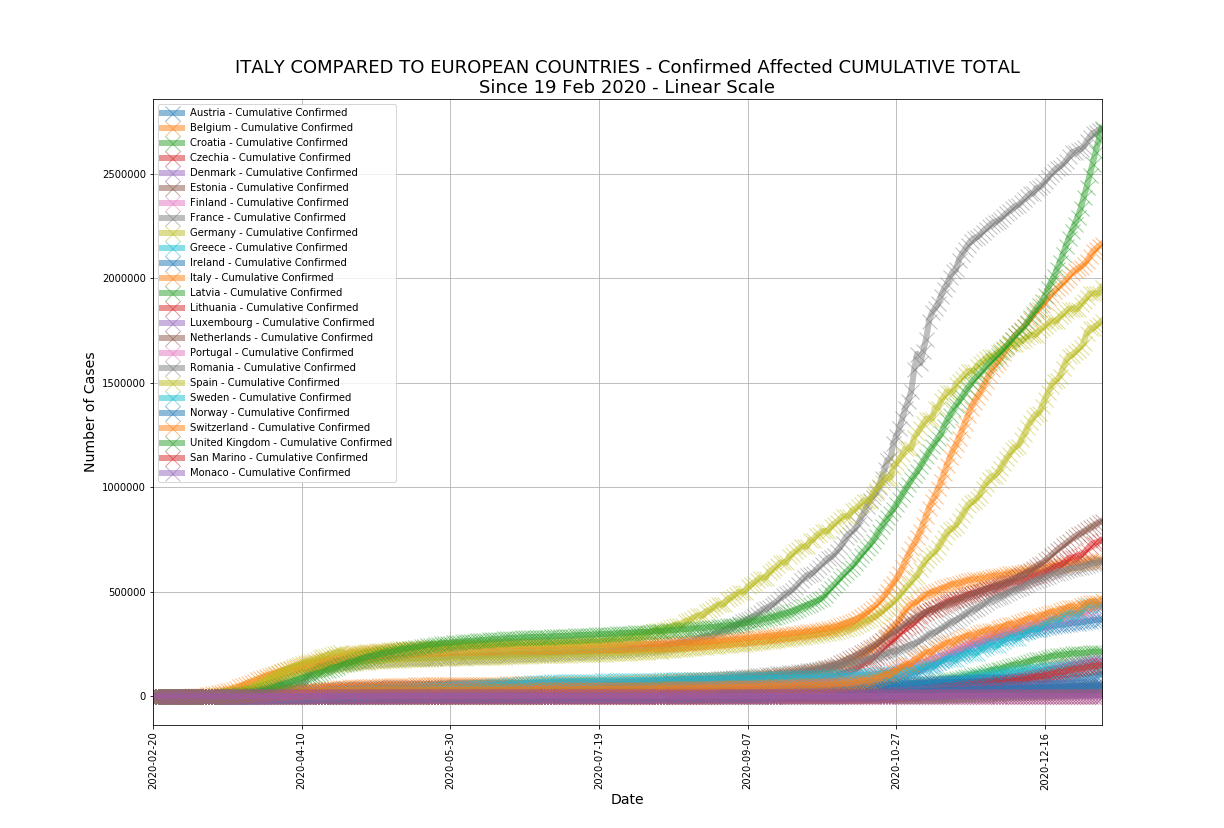 ITALY COMPARED TO EUROPEAN COUNTRIES - Confirmed Affected CUMULATIVE TOTAL
Since 19 Feb 2020 - Linear Scale
Austria - Cumulative Confirmed
Belgium - Cumulative Confirmed
Croatia - Cumulative Confirmed
Czechia - Cumulative Confirmed
Denmark - Cumulative Confirmed
Estonia - Cumulative Confirmed
Finland - Cumulative Confirmed
France - Cumulative Confirmed
Germany - Cumulative Confirmed
Greece - Cumulative Confirmed
Ireland - Cumulative Confirmed
Italy - Cumulative Confirmed
Latvia - Cumulative Confirmed
Lithuania - Cumulative Confirmed
Luxembourg - Cumulative Confirmed
Netherlands - Cumulative Confirmed
Portugal - Cumulative Confirmed
Romania - Cumulative Confirmed
Spain - Cumulative Confirmed
Sweden - Cumulative Confirmed
Norway - Cumulative Confirmed
Switzerland - Cumulative Confirmed
United Kingdom - Cumulative Confirmed
San Marino - Cumulative Confirmed
Monaco - Cumulative Confirmed
Number of Cases
2500000
2000000
1500000
1000000
500000
0
2020-02-20
2020-04-10
2020-05-30
2020-07-19
2020-09-07
2020-10-27
2020-12-16
Date